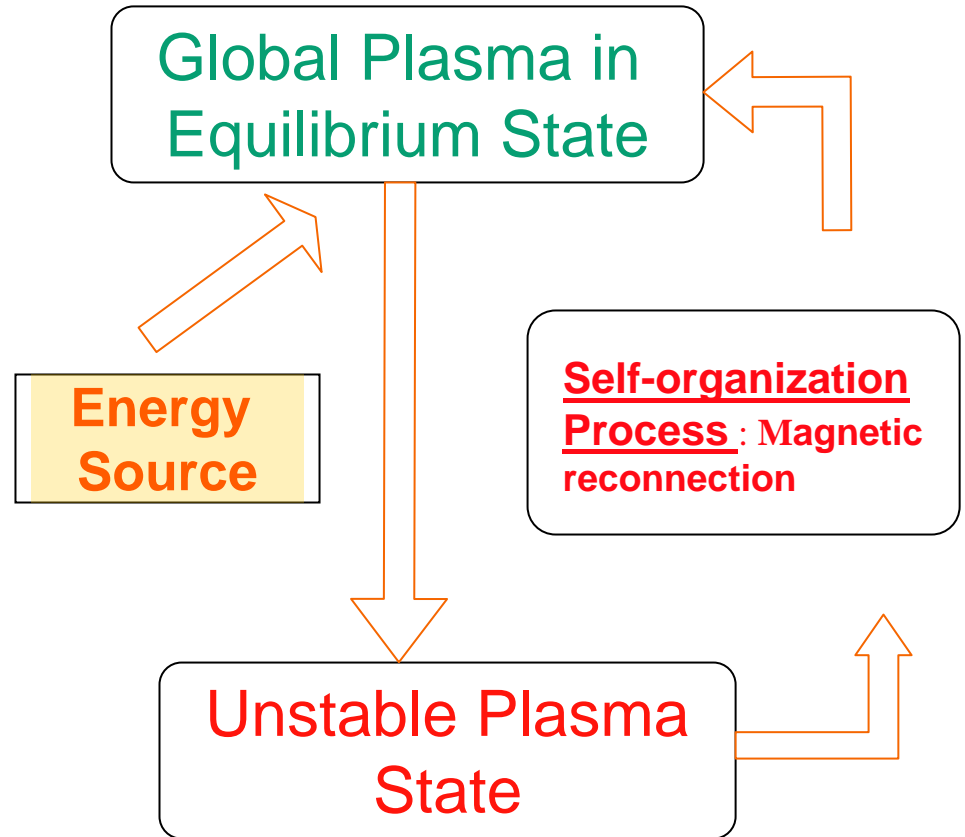 Global Plasma in
Equilibrium State
Energy
Source
Self-organization
Process : Magnetic
reconnection
Unstable Plasma
State